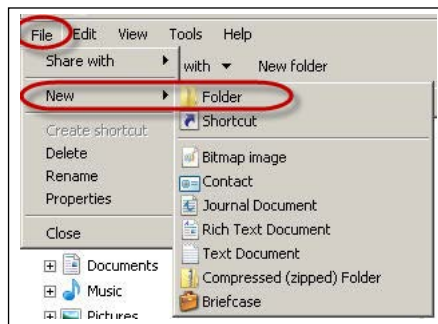 File Edit View Tools Help
Share with
with New folder
New
Folder
Create shortcut
Shortcut
Delete
Bitmap image
Rename
Contact
Properties
Journal Document
Rich Text Document
Close
Text Document
Documents
Compressed (zipped) Folder
Music
Briefcase
Pictures